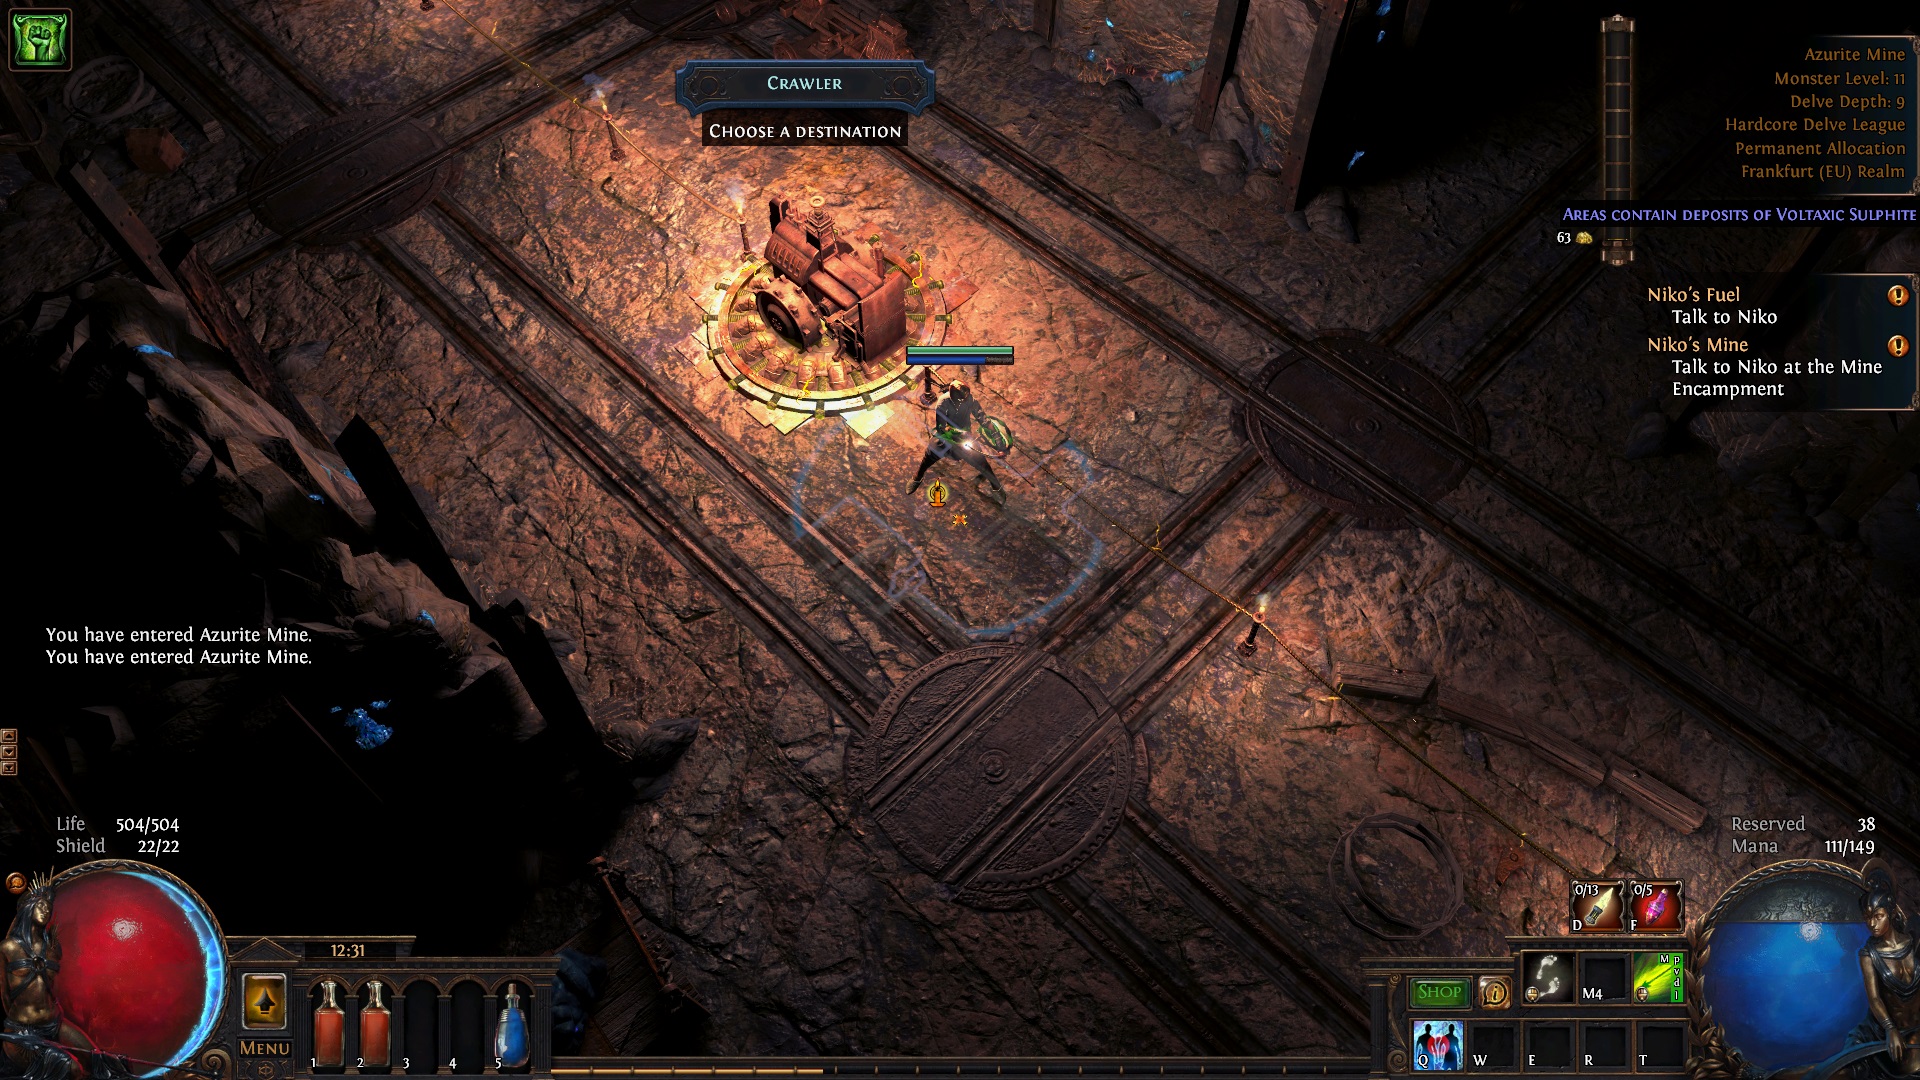 Crawler
Choose a destination
Azurite Mine
Monster Level: 11
Delve Depth: 9
Hardcore Delve League
Permanent Allocation
Frankfurt (EU) Realm
Areas contain deposits of Voltaxic Sulphite
63
Niko's Fuel
Talk to Niko
Niko's Mine
Talk to Niko at the Mine
Encampment
You have entered Azurite Mine.
You have entered Azurite Mine.
Life 504/504
Shield 22/22
Reserved 38
Mana 111/149
12:31
Menu
1 2 3 4 5
0/13 0/5
D F
Shop
M4
M
p
v
d
l
Q W E R T